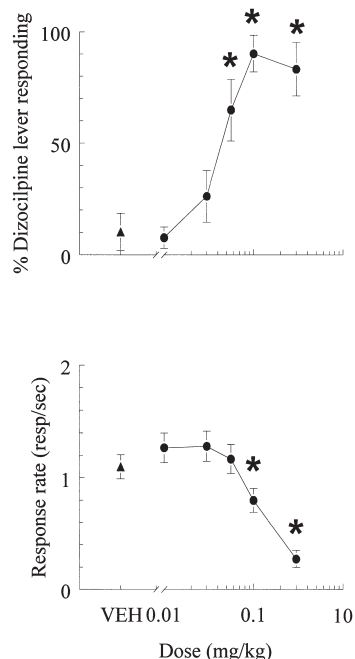 % Dizocilpine lever responding
100
50
0
*
*
*
Response rate (resp/sec)
2
1
0
*
*
VEH 0.01 0.1 10
Dose (mg/kg)